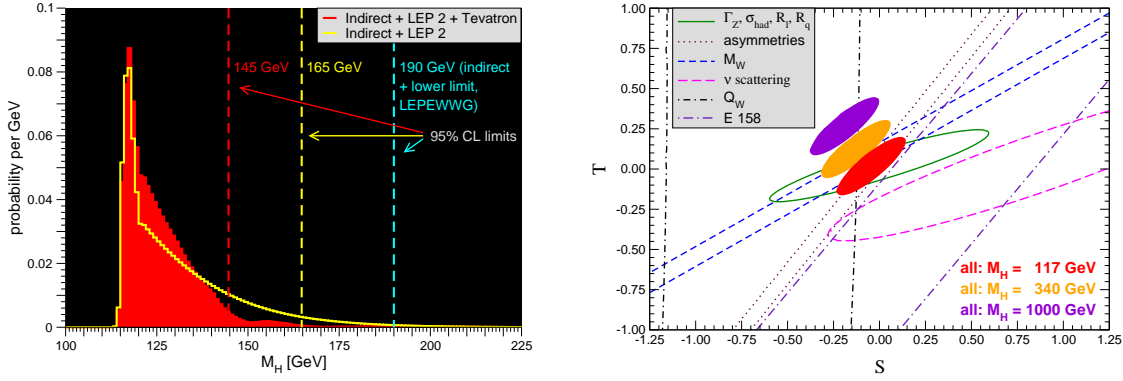 Indirect + LEP 2 + Tevatron
Indirect + LEP 2
145 GeV
165 GeV
190 GeV (indirect
+ lower limit,
LEPEWWG)
95% CL limits
0.1
0.08
0.06
0.04
0.02
0
probability per GeV
100 125 150 175 200 225
M_H [GeV]
Γ_Z, σ_had, R_l, R_q
asymmetries
M_W
ν scattering
Q_W
E 158
1.00
0.75
0.50
0.25
0.00
-0.25
-0.50
-0.75
-1.00
T
all: M_H = 117 GeV
all: M_H = 340 GeV
all: M_H = 1000 GeV
-1.25 -1.00 -0.75 -0.50 -0.25 0.00 0.25 0.50 0.75 1.00 1.25
S